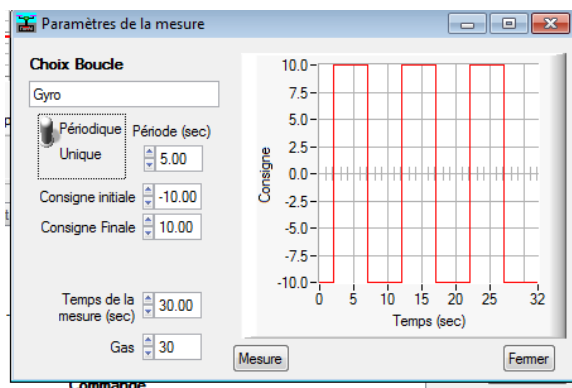 Paramètres de la mesure
Choix Boucle
Gyro
Périodique
Unique
Période (sec)
5.00
Consigne initiale -10.00
Consigne Finale 10.00
Temps de la
mesure (sec)
30.00
Gas 30
Consigne
10.0
7.5
5.0
2.5
0.0
-2.5
-5.0
-7.5
-10.0
0 5 10 15 20 25 32
Temps (sec)
Mesure
Fermer
Commande